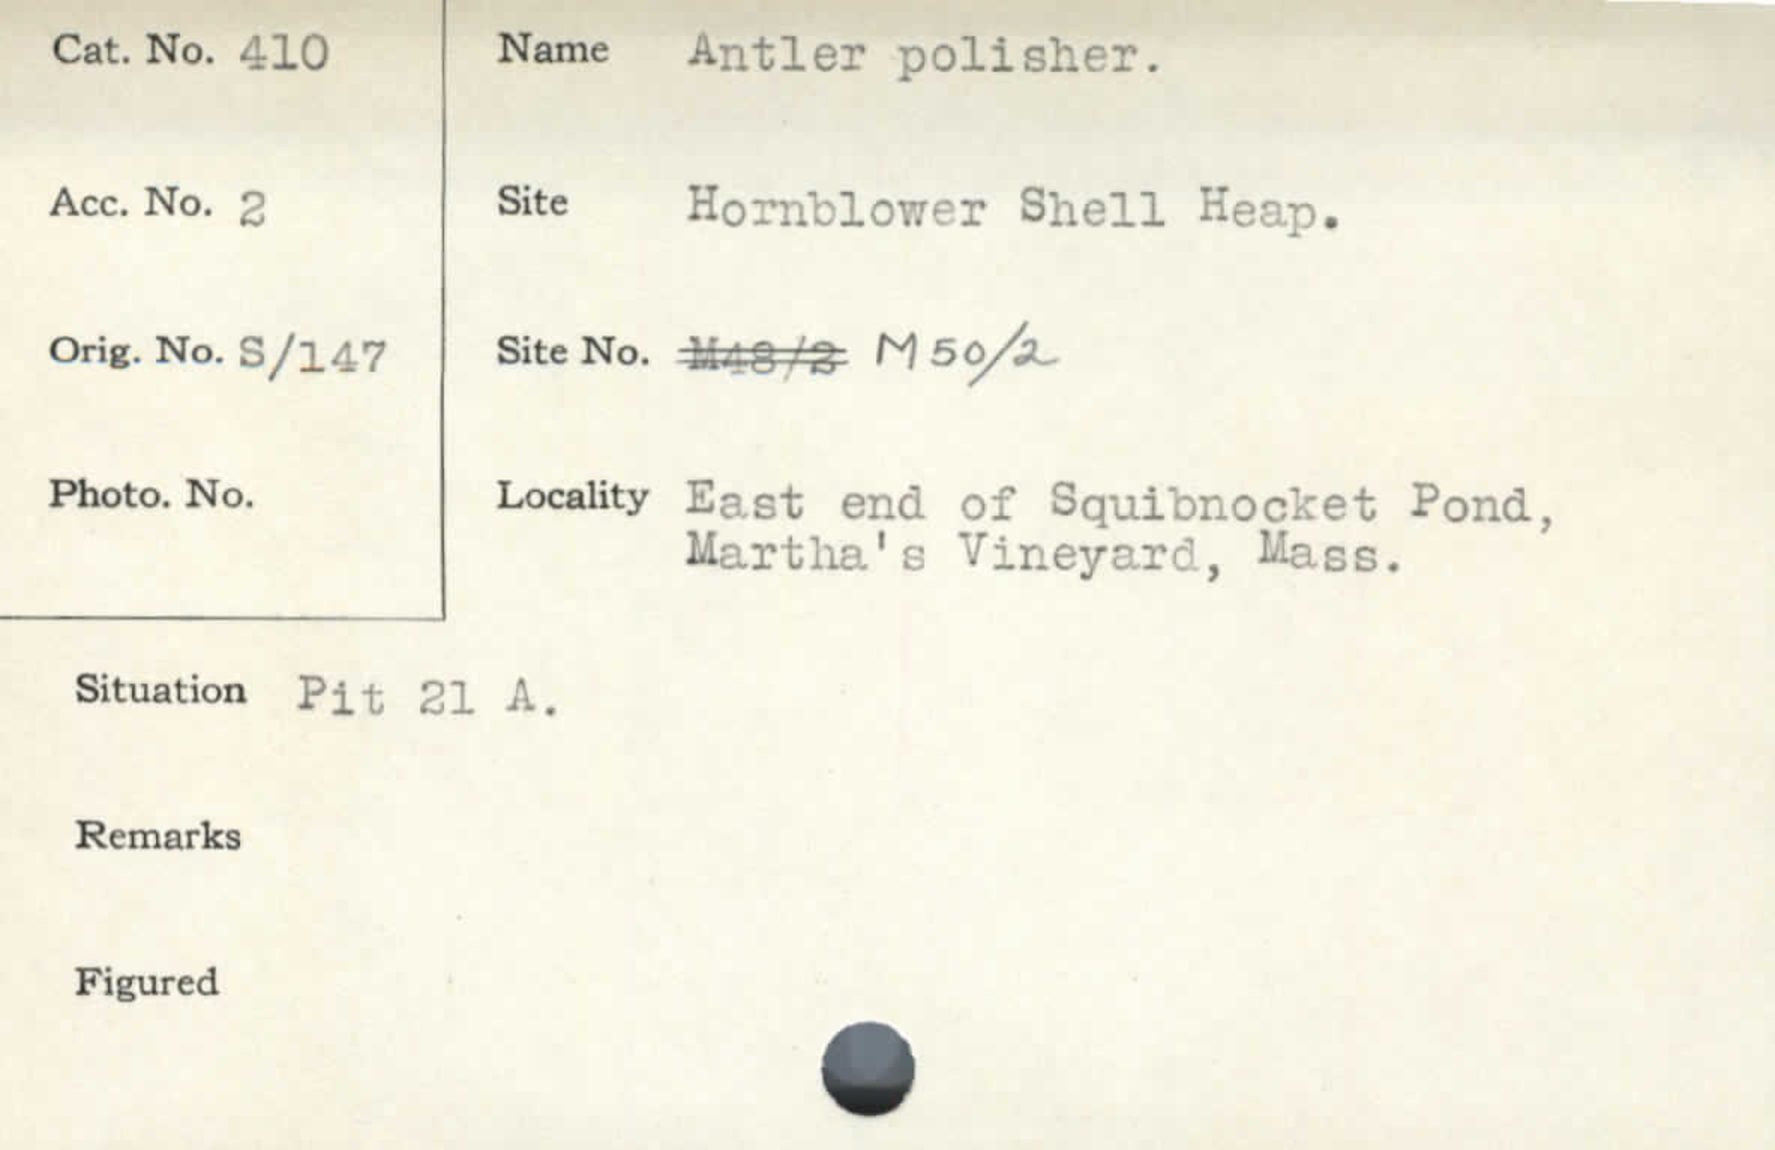 Cat. No. 410
Name Antler polisher.
Acc. No. 2
Site Hornblower Shell Heap.
Orig. No. S/147
Site No. M48/2 M50/2
Photo. No.
Locality East end of Squibnocket Pond,
Martha's Vineyard, Mass.
Situation Pit 21 A.
Remarks
Figured